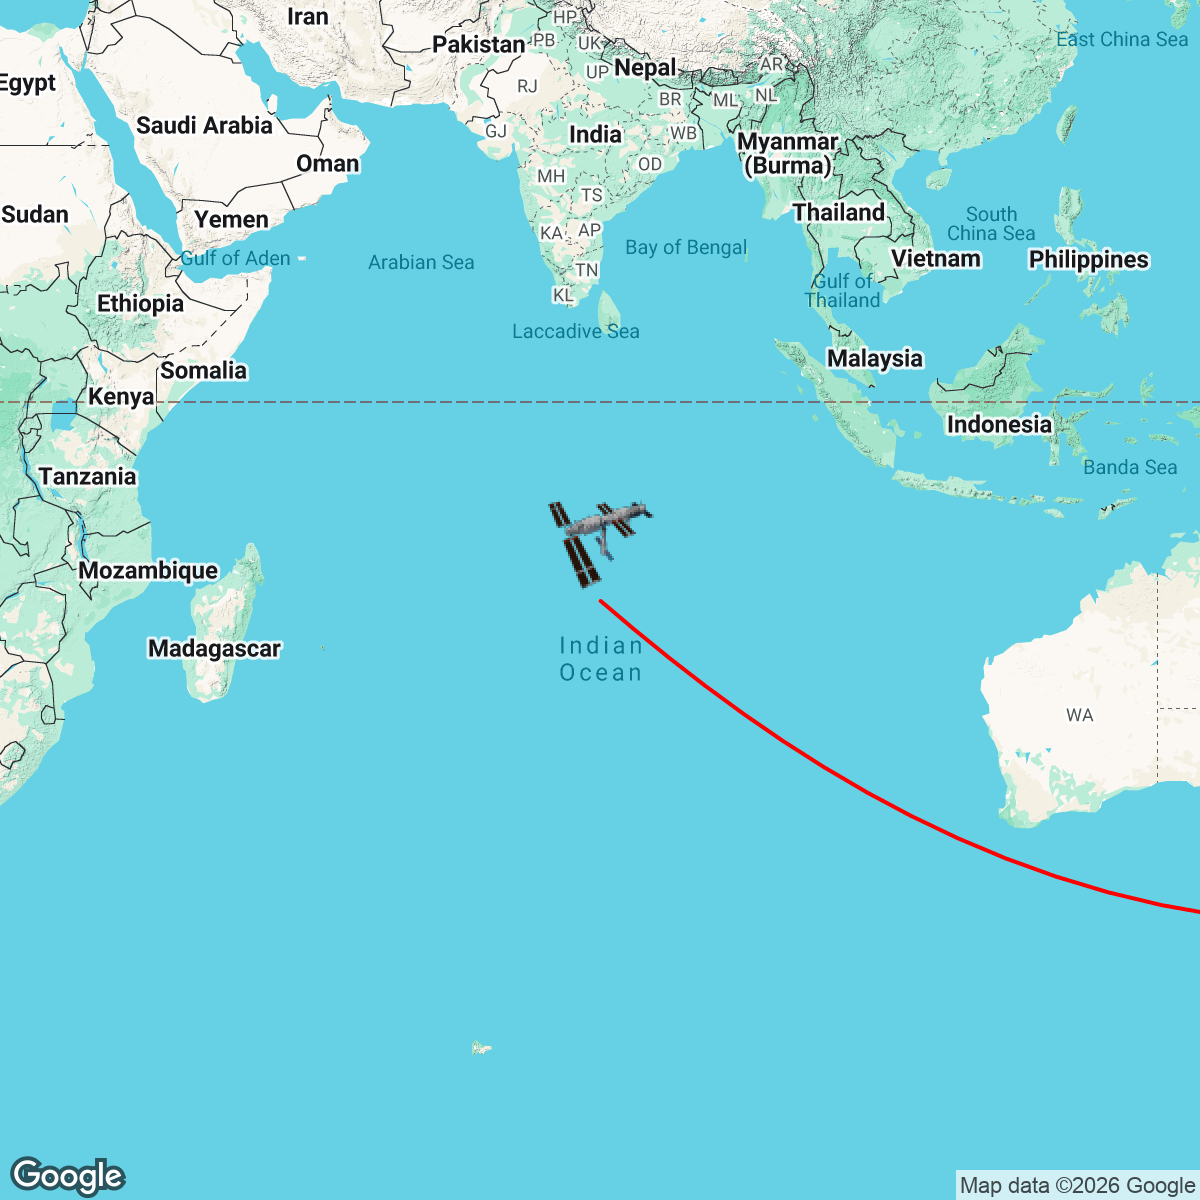 Iran
HP
East China Sea
Pakistan
PB
UK
Nepal
AR
UP
Egypt
RJ
BR
ML
NL
Saudi Arabia
GJ
India
WB
Myanmar
(Burma)
Oman
OD
MH
TS
Sudan
Yemen
Thailand
South
China Sea
KA
AP
Bay of Bengal
Gulf of Aden
Arabian Sea
TN
Vietnam
Philippines
Gulf of
Thailand
Ethiopia
KL
Laccadive Sea
Malaysia
Somalia
Kenya
Indonesia
Banda Sea
Tanzania
Mozambique
Madagascar
Indian
Ocean
WA
Google
Map data ©2026 Google